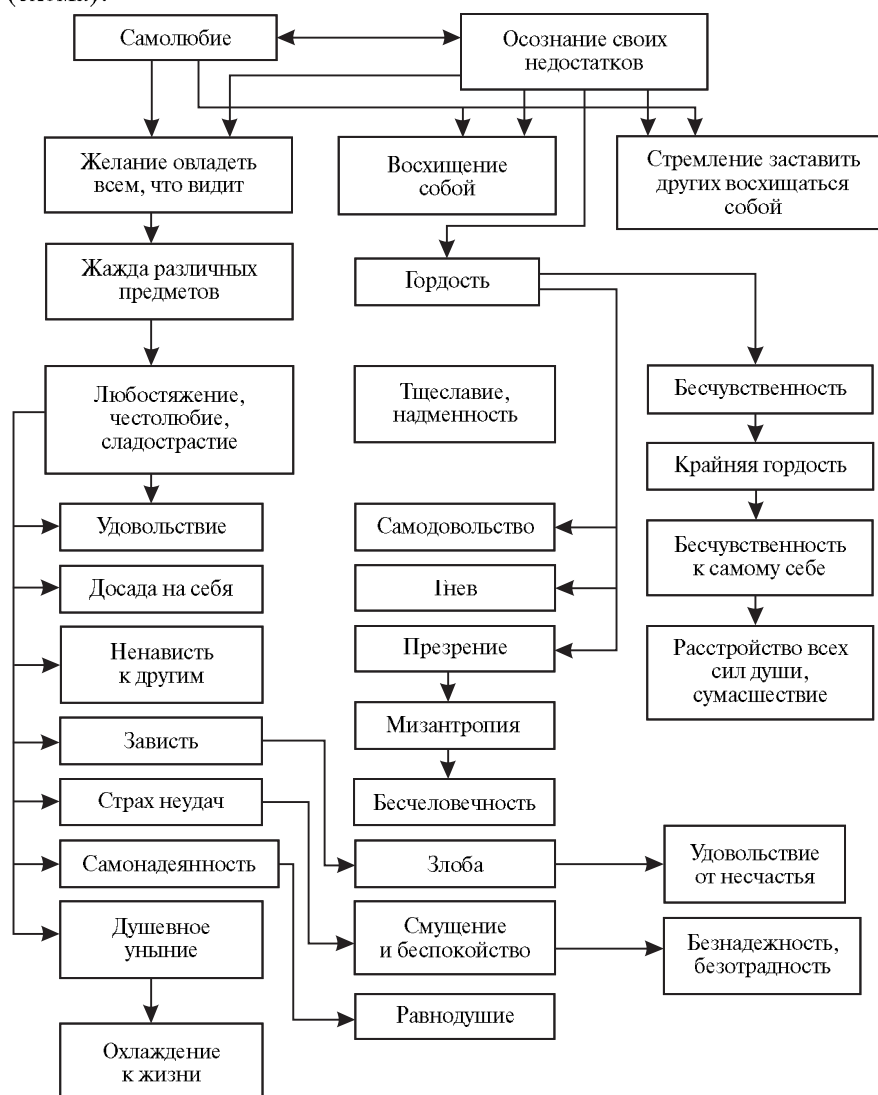 Самолюбие
Осознание своих
недостатков
Желание овладеть
всем, что видит
Восхищение
собой
Стремление заставить
других восхищаться
собой
Жажда различных
предметов
Гордость
Любостяжение,
честолюбие,
сладострастие
Тщеславие,
надменность
Бесчувственность
Крайняя гордость
Удовольствие
Самодовольство
Бесчувственность
к самому себе
Досада на себя
Гнев
Ненависть
к другим
Презрение
Расстройство всех
сил души,
сумасшествие
Зависть
Мизантропия
Страх неудач
Бесчеловечность
Самонадеянность
Злоба
Удовольствие
от несчастья
Душевное
уныние
Смущение
и беспокойство
Безнадежность,
безотрадность
Равнодушие
Охлаждение
к жизни